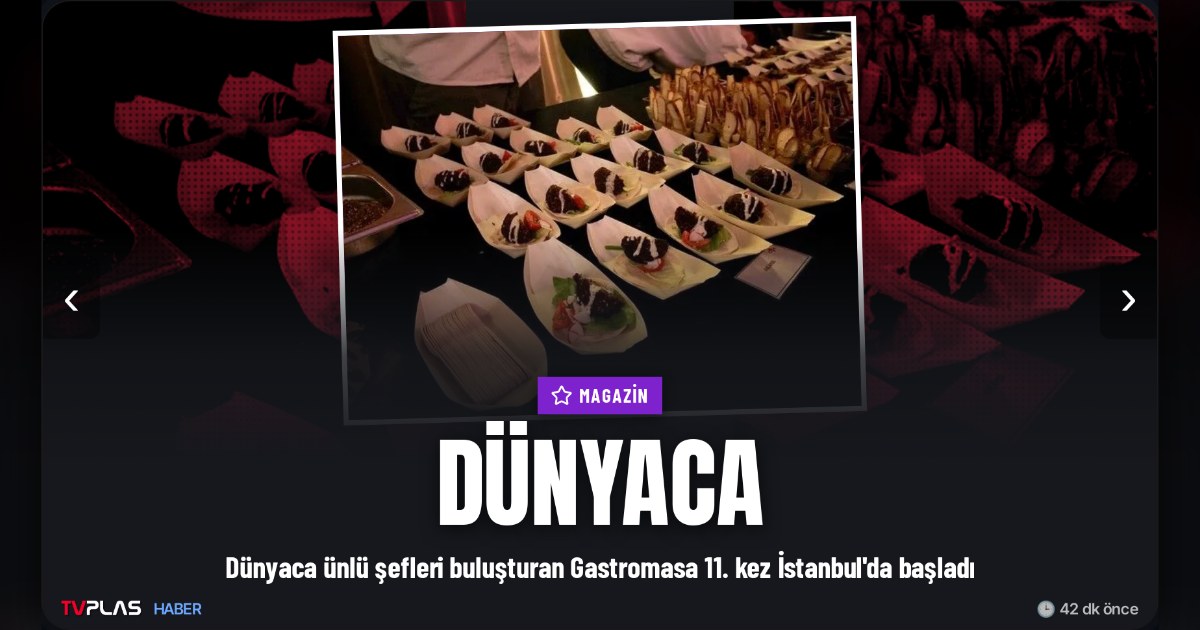 MAGAZİN
DÜNYACA
Dünyaca ünlü şefleri buluşturan Gastromasa 11. kez İstanbul'da başladı
TVPLAS HABER
42 dk önce